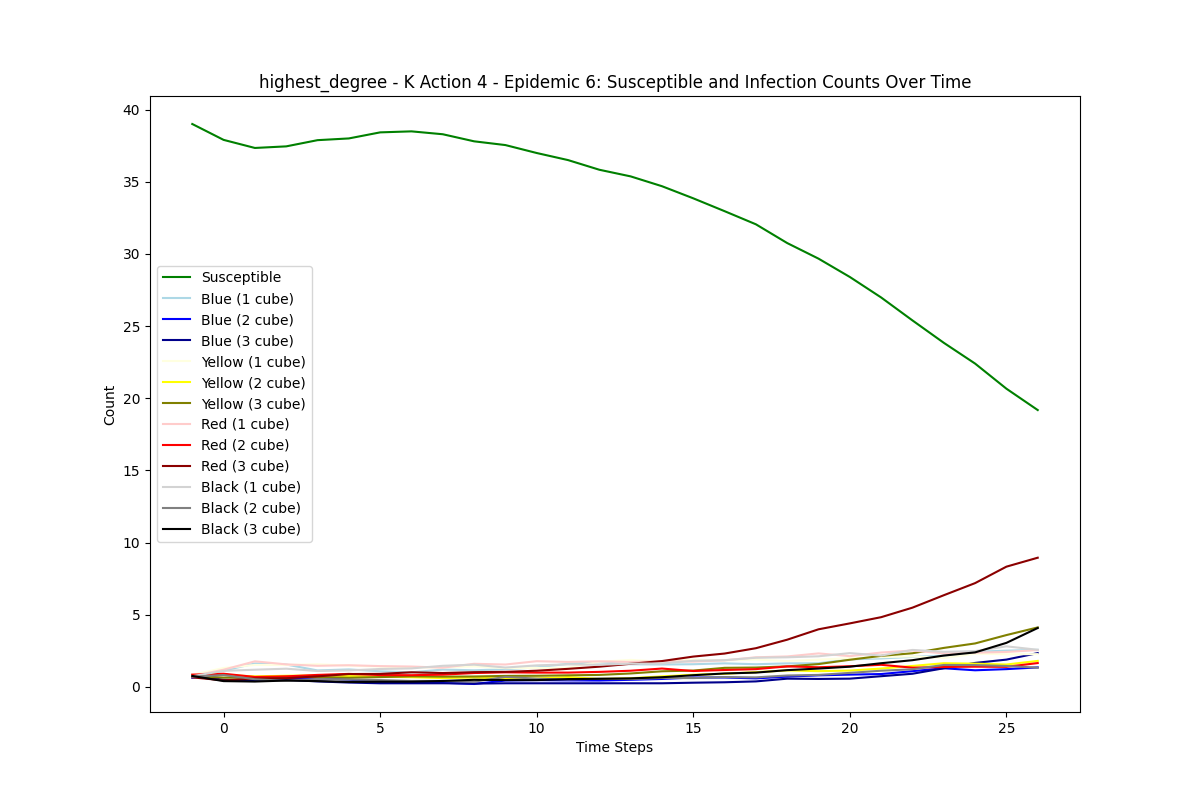 highest_degree - K Action 4 - Epidemic 6: Susceptible and Infection Counts Over Time
40
35
30
25
20
15
10
5
0
Count
Susceptible
Blue (1 cube)
Blue (2 cube)
Blue (3 cube)
Yellow (1 cube)
Yellow (2 cube)
Yellow (3 cube)
Red (1 cube)
Red (2 cube)
Red (3 cube)
Black (1 cube)
Black (2 cube)
Black (3 cube)
0 5 10 15 20 25
Time Steps